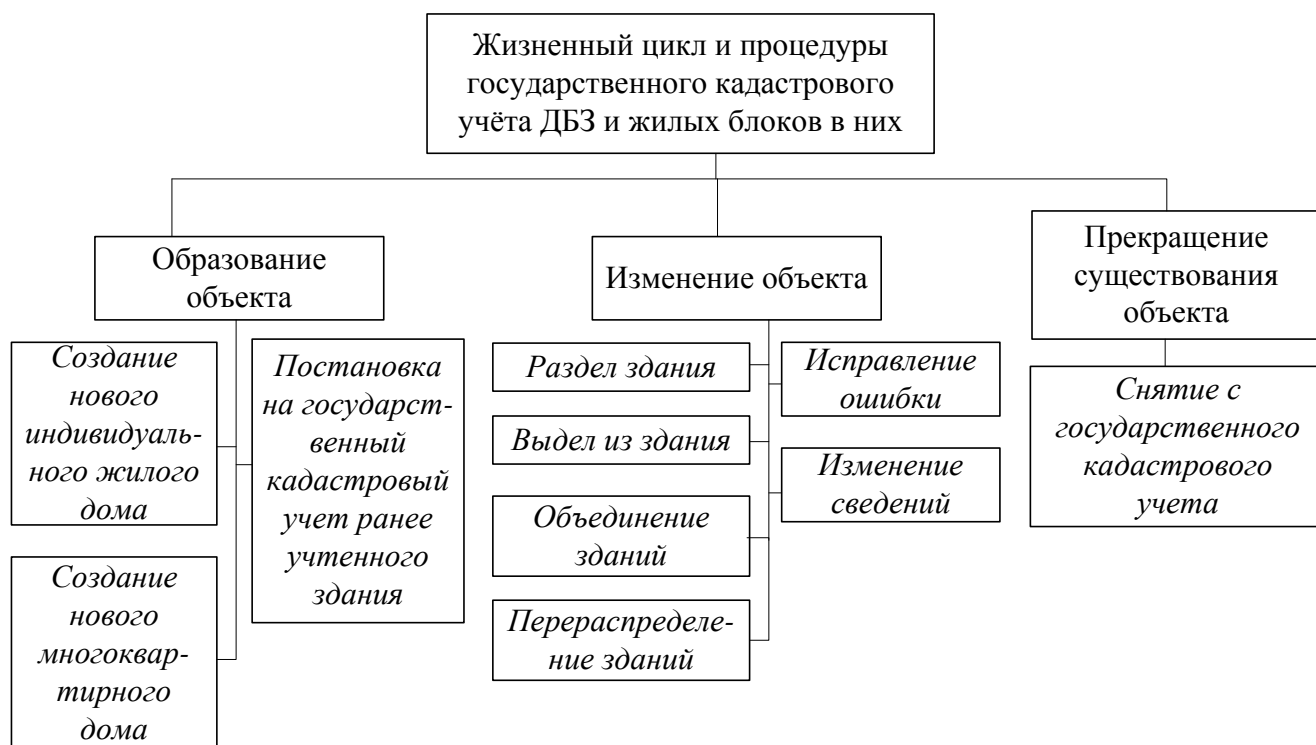 Жизненный цикл и процедуры
государственного кадастрового
учёта ДБЗ и жилых блоков в них
Образование
объекта
Создание
нового
индивидуаль-
ного жилого
дома
Создание
нового
многоквар-
тирного
дома
Постановка
на государст-
венный
кадастровый
учет ранее
учтенного
здания
Изменение объекта
Раздел здания
Выдел из здания
Объединение
зданий
Перераспределе-
ние зданий
Исправление
ошибки
Изменение
сведений
Прекращение
существования
объекта
Снятие с
государственного
кадастрового
учета